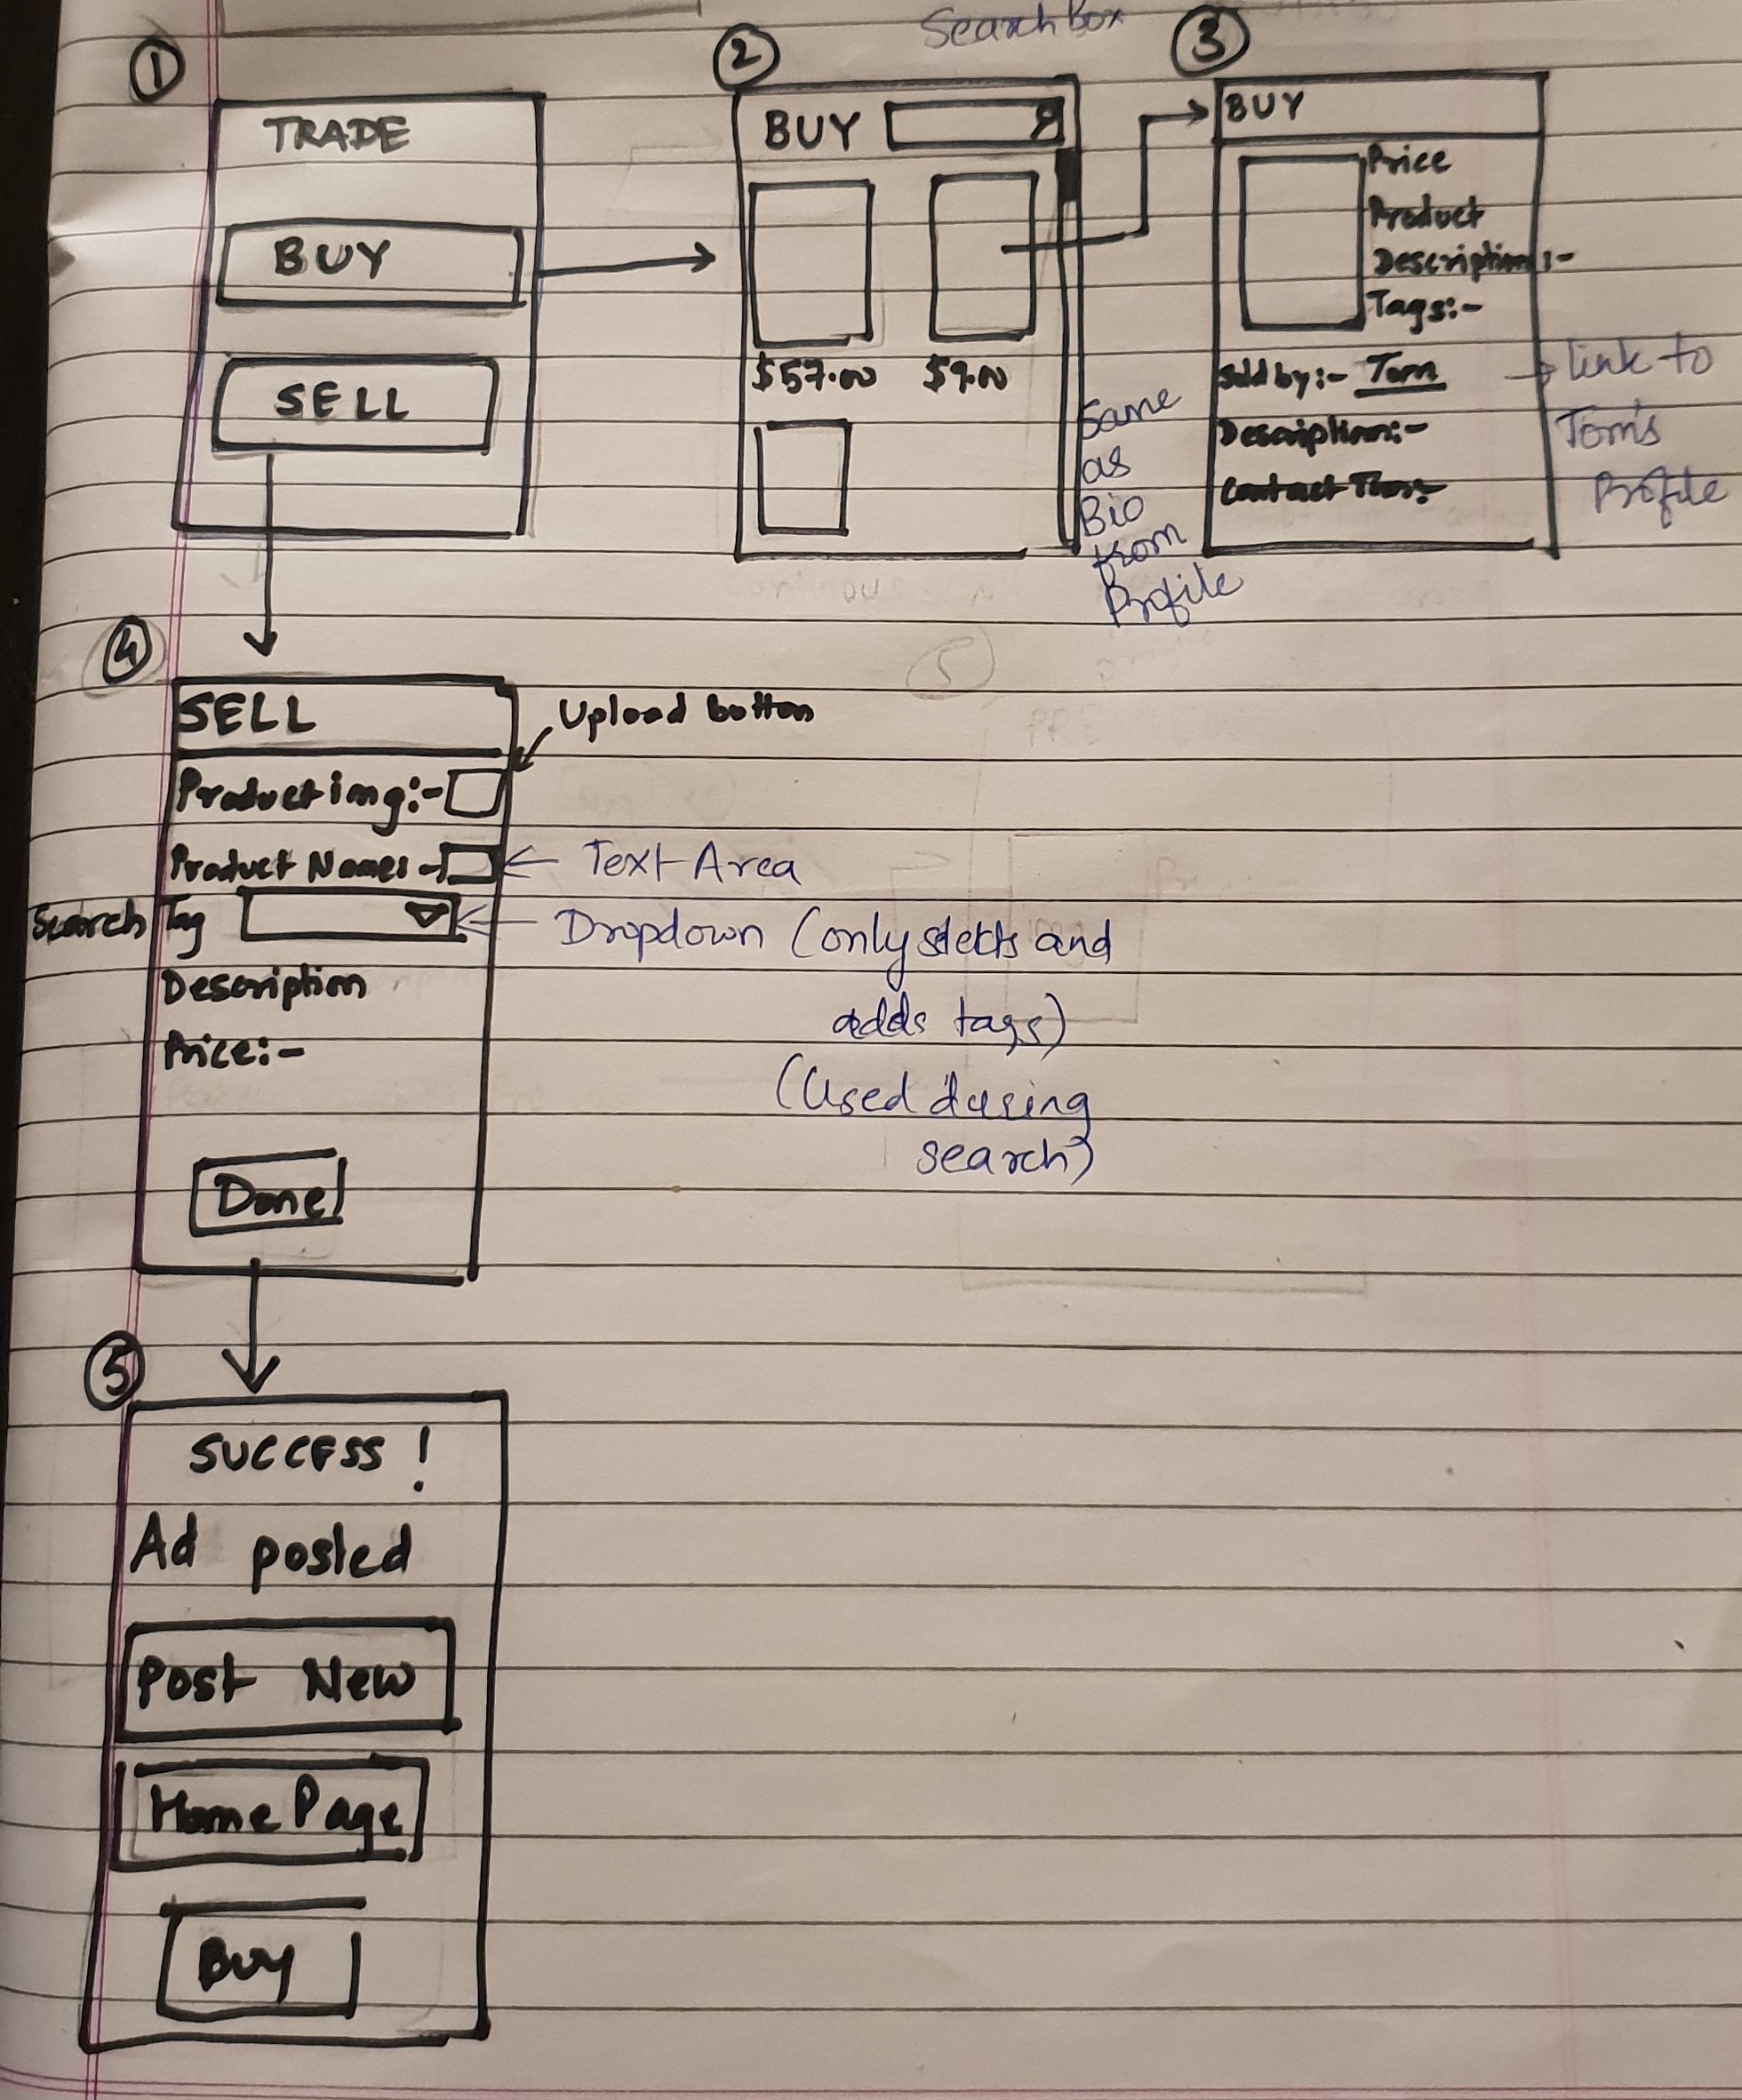 Search Box
1
TRADE
BUY
SELL
2
BUY
$57.00 $9.00
Same
as
Bio
from
Profile
3
BUY
Price
Product
Description:-
Tags:-
Sold by:- Tom
Description:-
Contact Tom:-
link to
Tom's
Profile
4
SELL
Upload button
Product img:-
Product Name:-
Text Area
Search Tag
Dropdown (only selects and
adds tags)
(Used during
search)
Description
Price:-
Done
5
SUCCESS!
Ad posted
Post New
Home Page
Buy